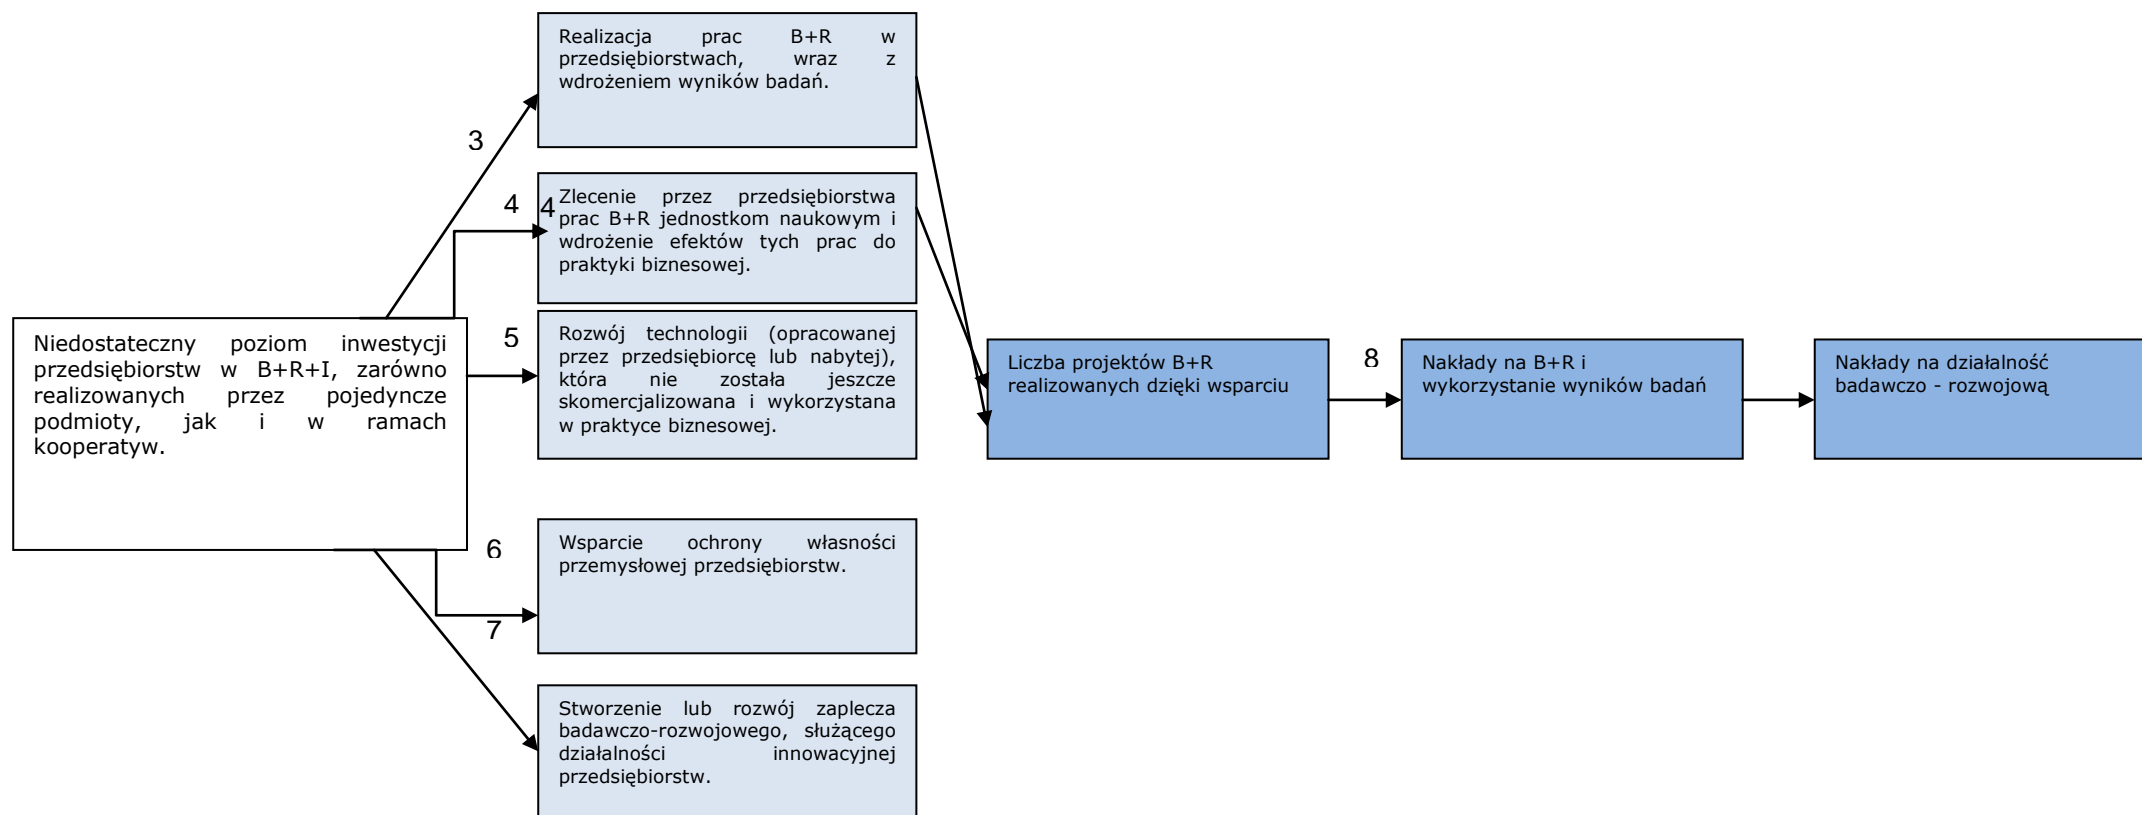 Realizacja prac B+R w
przedsiębiorstwach, wraz z
wdrożeniem wyników badań.
3
4
4
Zlecenie przez przedsiębiorstwa
prac B+R jednostkom naukowym i
wdrożenie efektów tych prac do
praktyki biznesowej.
Niedostateczny poziom inwestycji
przedsiębiorstw w B+R+I, zarówno
realizowanych przez pojedyncze
podmioty, jak i w ramach
kooperatyw.
5
Rozwój technologii (opracowanej
przez przedsiębiorcę lub nabytej),
która nie została jeszcze
skomercjalizowana i wykorzystana
w praktyce biznesowej.
Liczba projektów B+R
realizowanych dzięki wsparciu
8
Nakłady na B+R i
wykorzystanie wyników badań
Nakłady na działalność
badawczo - rozwojową
6
Wsparcie ochrony własności
przemysłowej przedsiębiorstw.
7
Stworzenie lub rozwój zaplecza
badawczo-rozwojowego, służącego
działalności innowacyjnej
przedsiębiorstw.